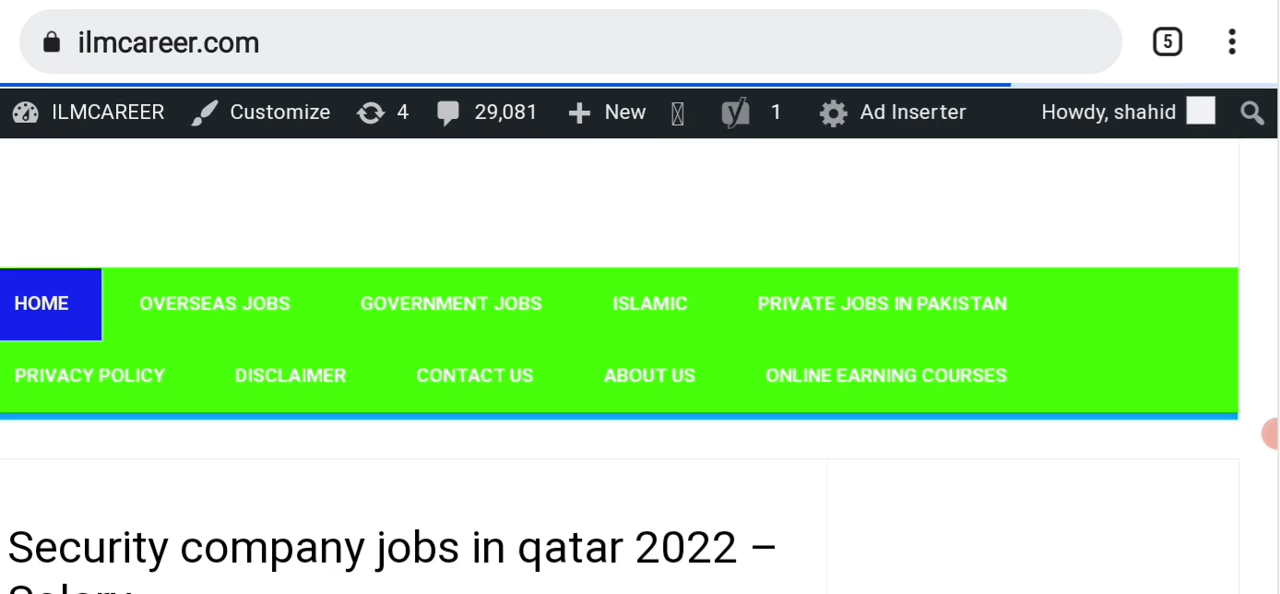 ilmcareer.com 5
ILMCAREER Customize 4 29,081 New 1 Ad Inserter Howdy, shahid
HOME OVERSEAS JOBS GOVERNMENT JOBS ISLAMIC PRIVATE JOBS IN PAKISTAN
PRIVACY POLICY DISCLAIMER CONTACT US ABOUT US ONLINE EARNING COURSES
Security company jobs in qatar 2022 –